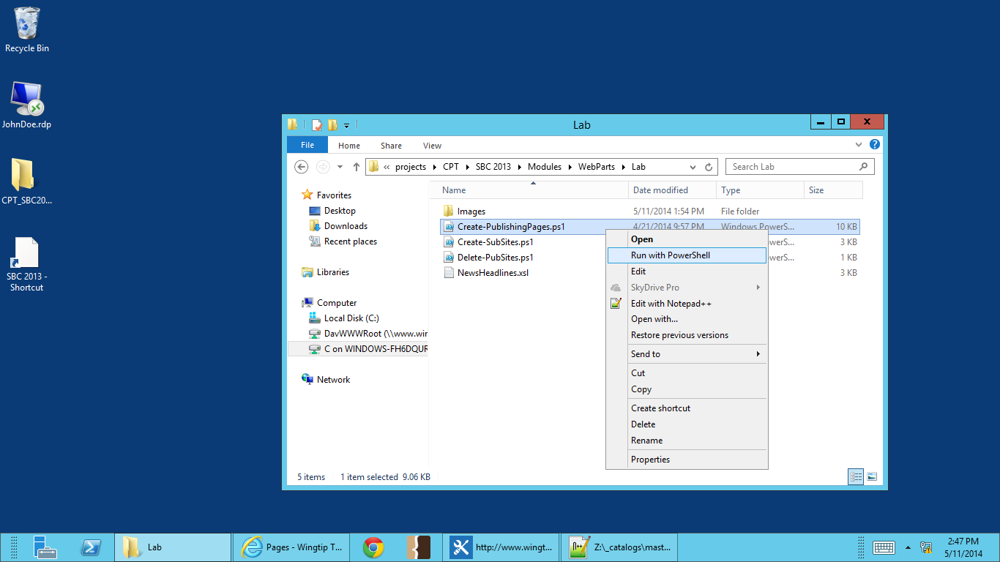 Recycle Bin
JohnDoe.rdp
CPT_SBC20...
SBC 2013 -
Shortcut
Lab
File Home Share View
« projects CPT SBC 2013 Modules WebParts Lab
Search Lab
Favorites
Desktop
Downloads
Recent places
Libraries
Computer
Local Disk (C:)
DavWWWRoot (\\www.wir
C on WINDOWS-FH6DQUR
Network
Name Date modified Type Size
Images 5/11/2014 1:54 PM File folder
Create-PublishingPages.ps1 4/21/2014 9:57 PM Windows PowerS... 10 KB
Create-SubSites.ps1 werS... 3 KB
Delete-PubSites.ps1 werS... 1 KB
NewsHeadlines.xsl 3 KB
Open
Run with PowerShell
Edit
SkyDrive Pro
Edit with Notepad++
Open with...
Restore previous versions
Send to
Cut
Copy
Create shortcut
Delete
Rename
Properties
5 items 1 item selected 9.06 KB
Lab
Pages - Wingtip T...
http://www.wingt...
Z:\_catalogs\mast...
2:47 PM
5/11/2014